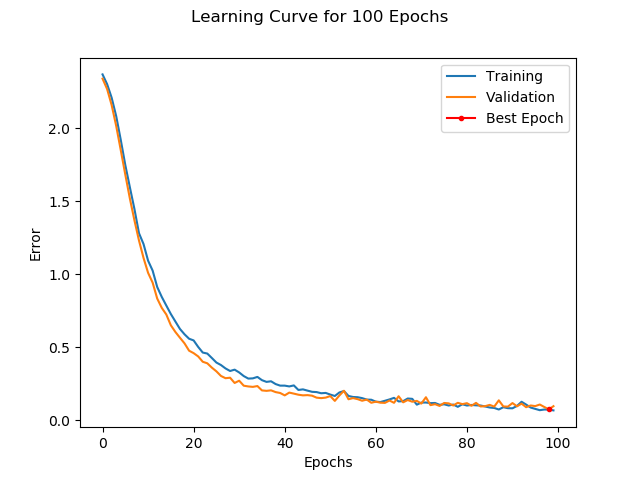 Learning Curve for 100 Epochs
Training
Validation
Best Epoch
Error
2.0
1.5
1.0
0.5
0.0
0 20 40 60 80 100
Epochs